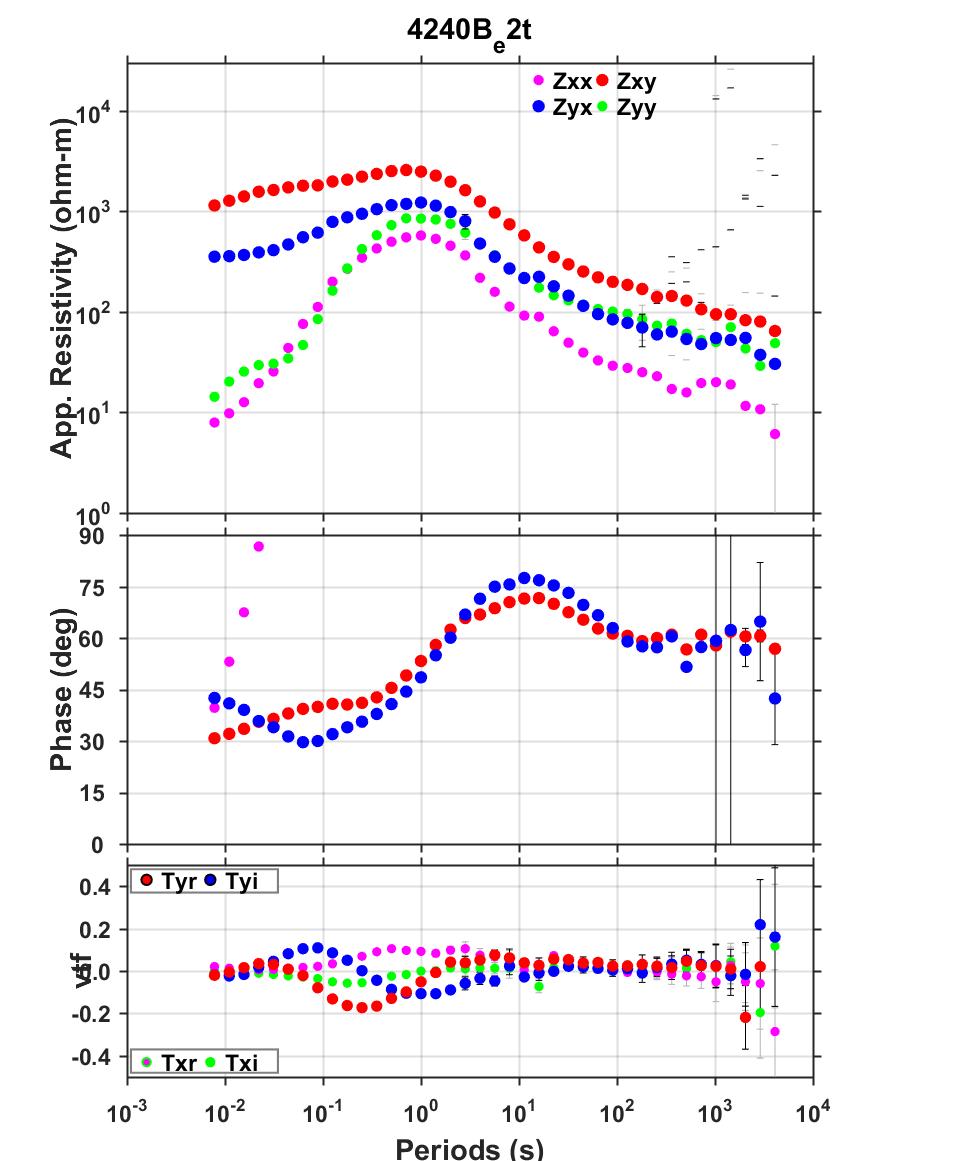 4240B_e2t
Zxx Zxy
Zyx Zyy
App. Resistivity (ohm-m)
10^4
10^3
10^2
10^1
10^0
Phase (deg)
90
75
60
45
30
15
0
Tyr Tyi
vtf
0.4
0.2
0.0
-0.2
-0.4
Txr Txi
10^-3 10^-2 10^-1 10^0 10^1 10^2 10^3 10^4
Periods (s)